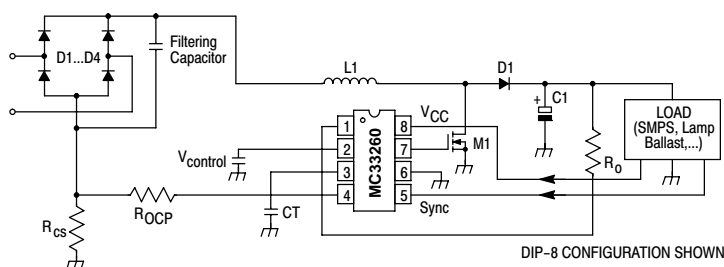 D1...D4
Filtering
Capacitor
L1
D1
+
C1
LOAD
(SMPS, Lamp
Ballast,...)
VCC
M1
Ro
1
2
3
4
MC33260
8
7
6
5
Vcontrol
CT
Sync
ROCP
Rcs
DIP–8 CONFIGURATION SHOWN